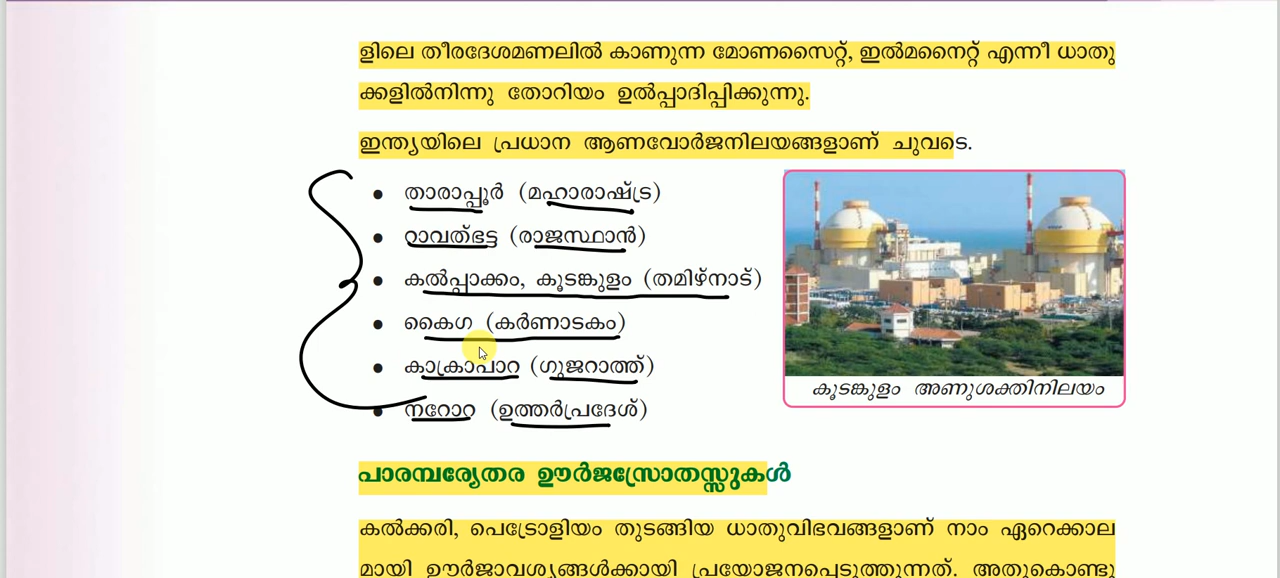 ളിലെ തീരദേശമണലിൽ കാണുന്ന മോണസൈറ്റ്, ഇൽമനൈറ്റ് എന്നീ ധാതു
ക്കളിൽനിന്നു തോറിയം ഉൽപ്പാദിപ്പിക്കുന്നു.
ഇന്ത്യയിലെ പ്രധാന ആണവോർജനിലയങ്ങളാണ് ചുവടെ.
• താരാപ്പൂർ (മഹാരാഷ്ട്ര)
• റാവത്ഭട്ട (രാജസ്ഥാൻ)
• കൽപ്പാക്കം, കൂടങ്കുളം (തമിഴ്നാട്)
• കൈഗ (കർണാടകം)
• കാക്രാപാറ (ഗുജറാത്ത്)
• നറോറ (ഉത്തർപ്രദേശ്)
കൂടങ്കുളം അണുശക്തിനിലയം
പാരമ്പര്യേതര ഊർജസ്രോതസ്സുകൾ
കൽക്കരി, പെട്രോളിയം തുടങ്ങിയ ധാതുവിഭവങ്ങളാണ് നാം ഏറെക്കാല
മായി ഊർജാവശ്യങ്ങൾക്കായി പ്രയോജനപ്പെടുത്തുന്നത്. അതുകൊണ്ടു